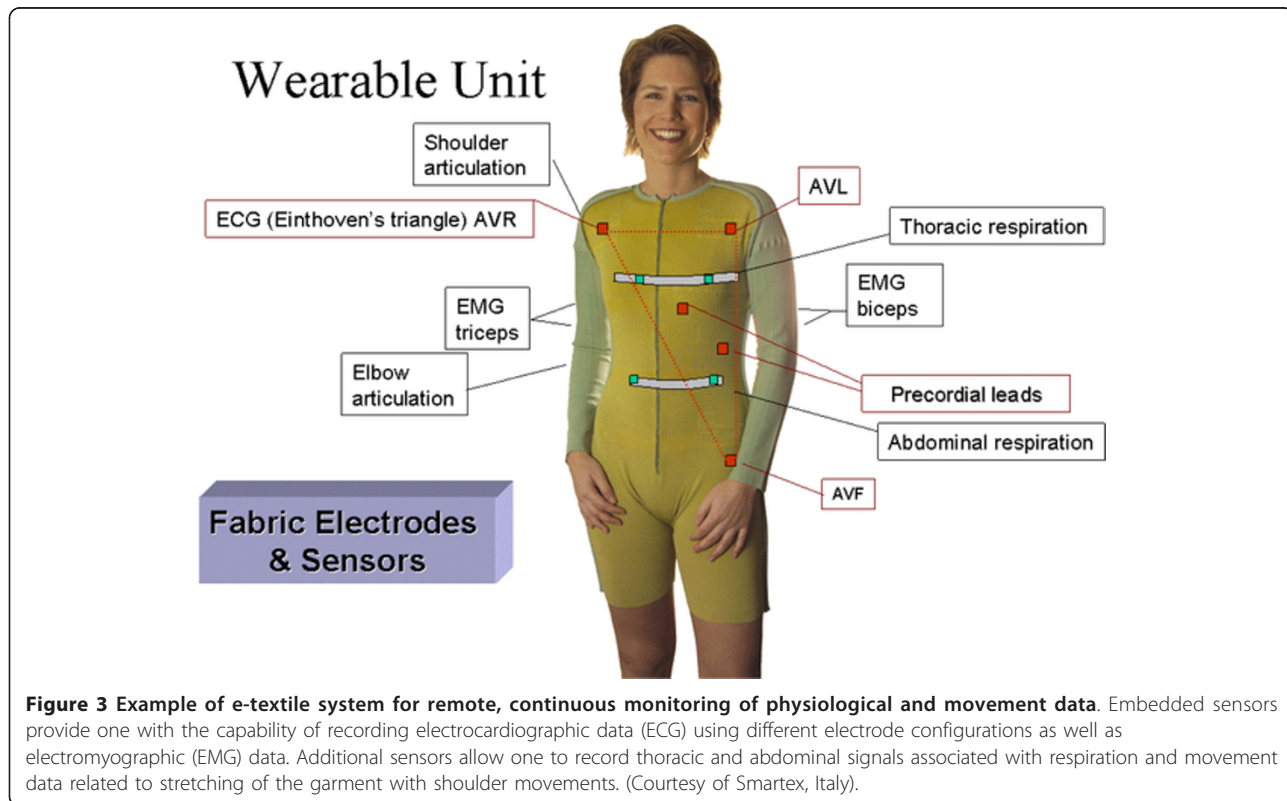 Wearable Unit
Shoulder
articulation
AVL
ECG (Einthoven's triangle) AVR
Thoracic respiration
EMG
biceps
EMG
triceps
Elbow
articulation
Precordial leads
Abdominal respiration
AVF
Fabric Electrodes
& Sensors
Figure 3 Example of e-textile system for remote, continuous monitoring of physiological and movement data. Embedded sensors
provide one with the capability of recording electrocardiographic data (ECG) using different electrode configurations as well as
electromyographic (EMG) data. Additional sensors allow one to record thoracic and abdominal signals associated with respiration and movement
data related to stretching of the garment with shoulder movements. (Courtesy of Smartex, Italy).